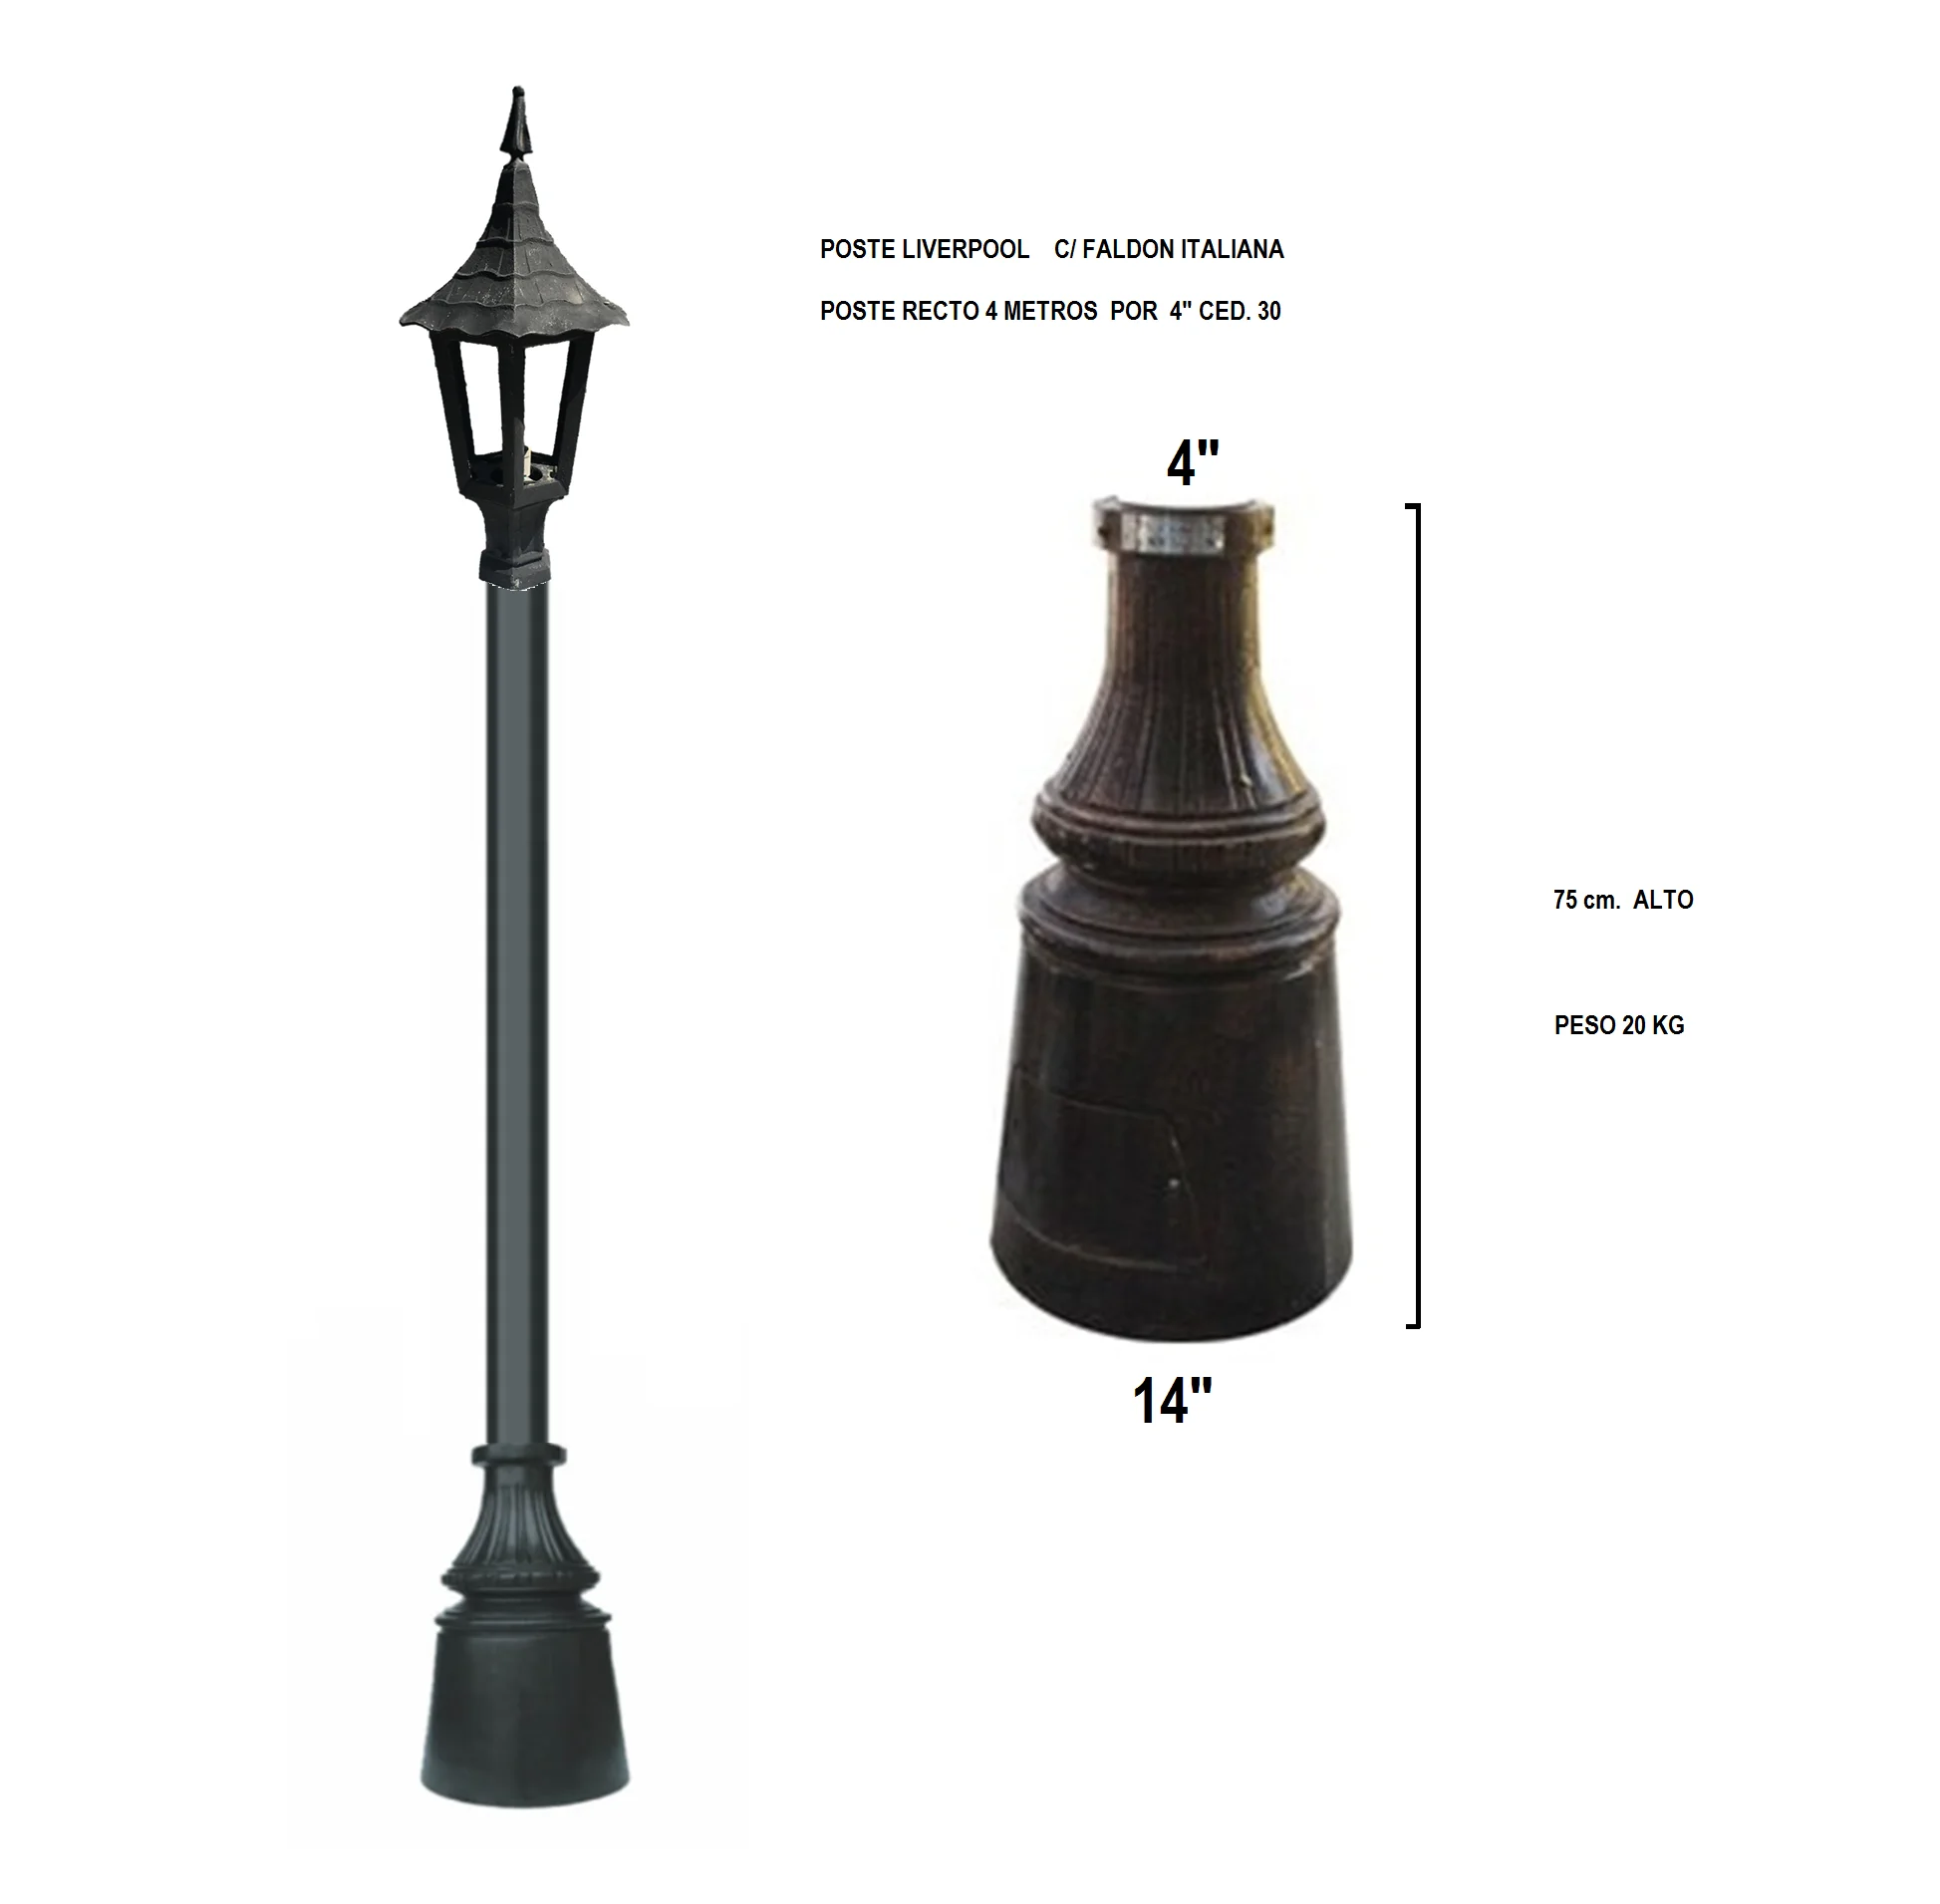 POSTE LIVERPOOL C/ FALDON ITALIANA
POSTE RECTO 4 METROS POR 4" CED. 30
4"
75 cm. ALTO
PESO 20 KG
14"